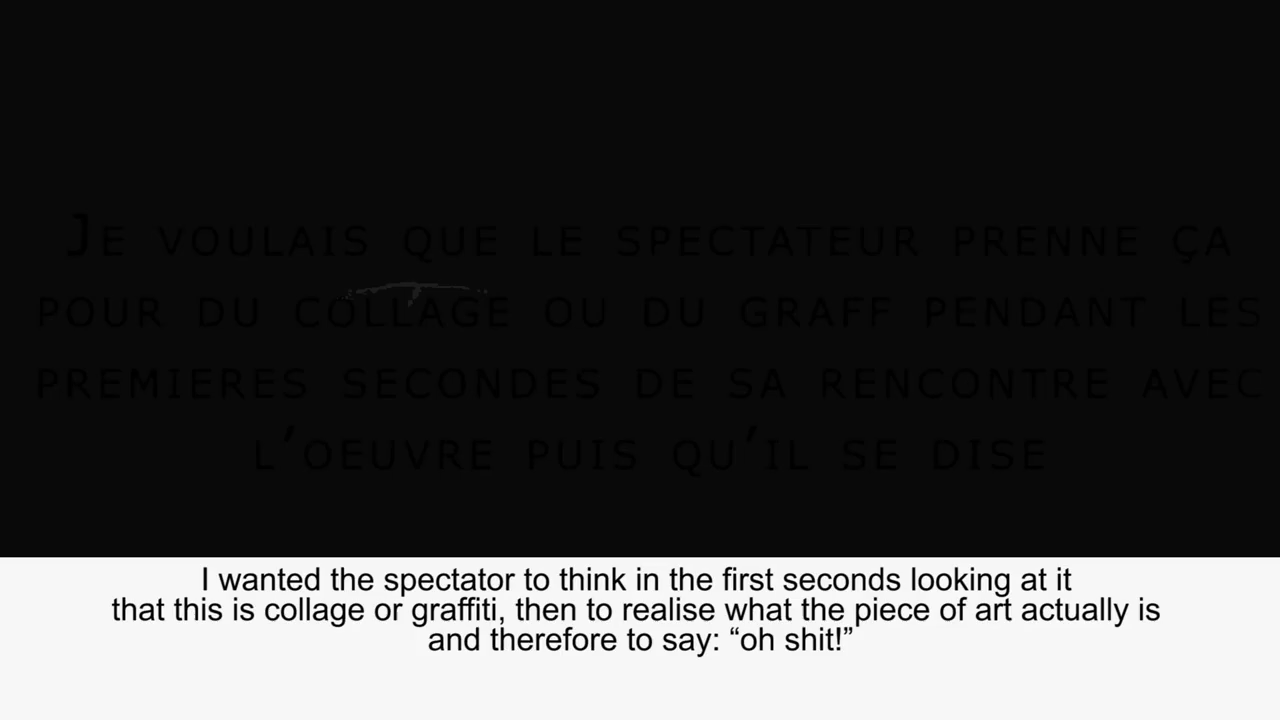 Je voulais que le spectateur prenne ça
pour du collage ou du graff pendant les
premieres secondes de sa rencontre avec
l'oeuvre puis qu'il se dise
I wanted the spectator to think in the first seconds looking at it
that this is collage or graffiti, then to realise what the piece of art actually is
and therefore to say: “oh shit!”